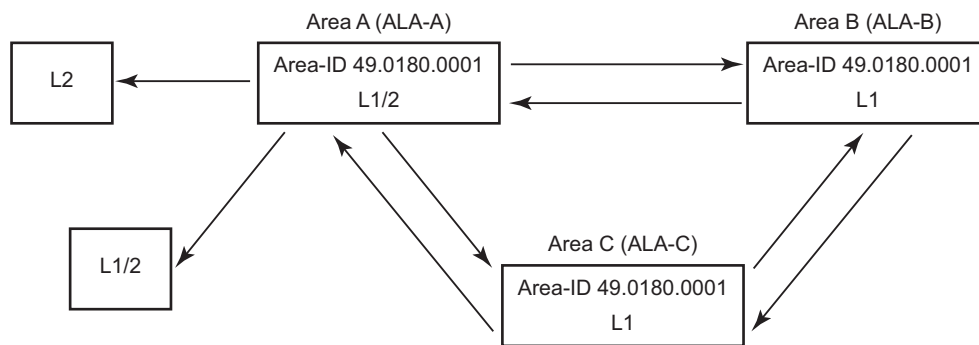 Area A (ALA-A)
Area B (ALA-B)
L2
Area-ID 49.0180.0001
L1/2
Area-ID 49.0180.0001
L1
L1/2
Area C (ALA-C)
Area-ID 49.0180.0001
L1